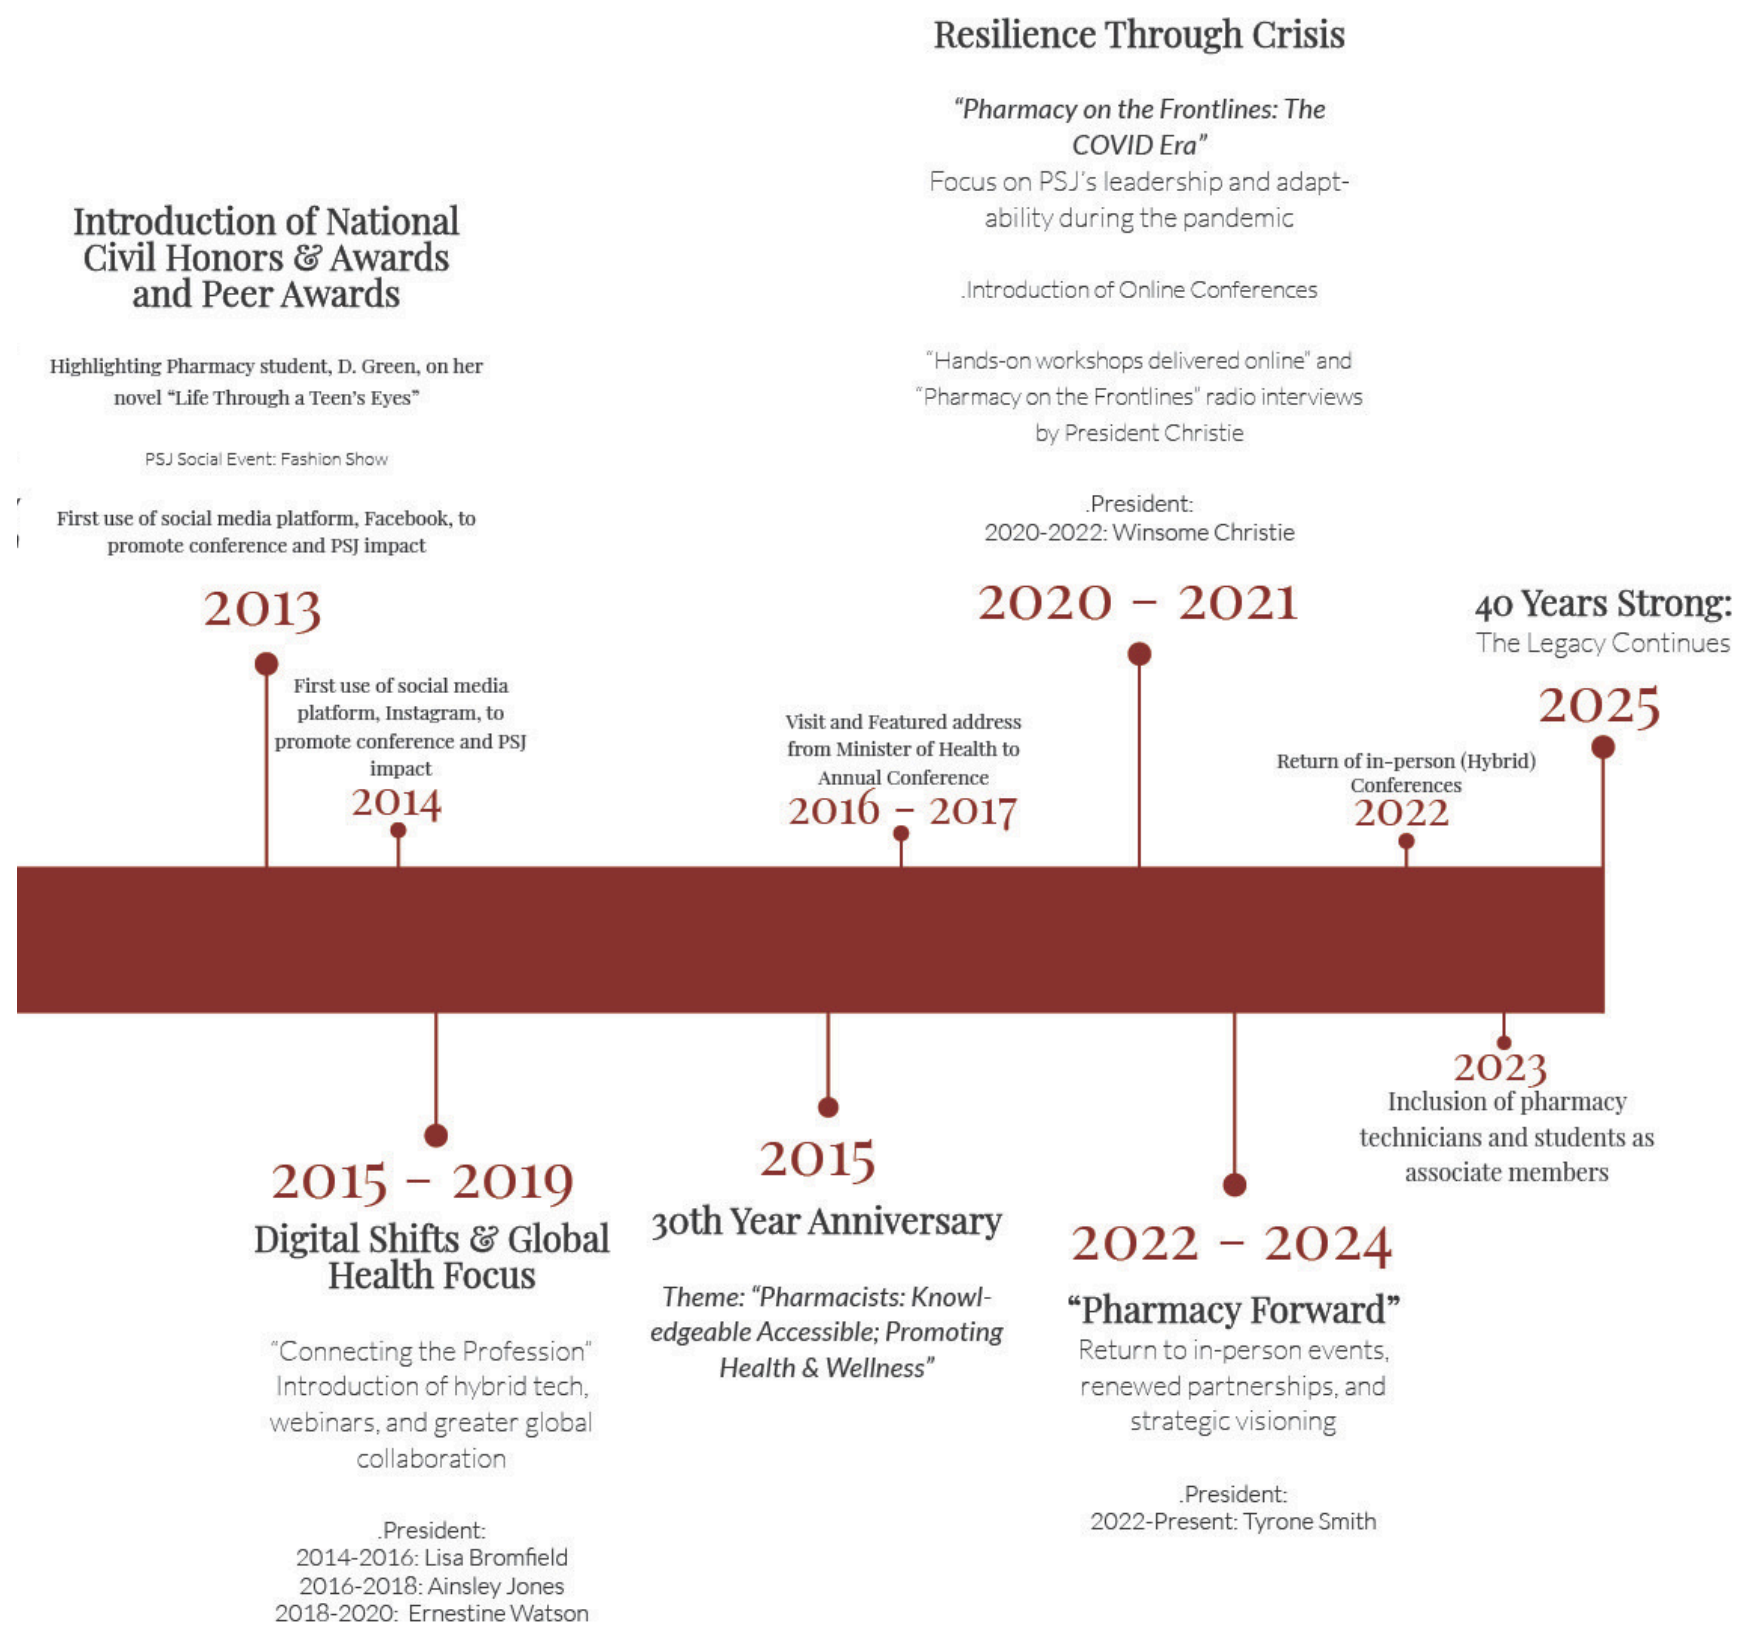 Introduction of National
Civil Honors & Awards
and Peer Awards
Highlighting Pharmacy student, D. Green, on her
novel “Life Through a Teen’s Eyes”
PSJ Social Event: Fashion Show
First use of social media platform, Facebook, to
promote conference and PSJ impact
2013
First use of social media
platform, Instagram, to
promote conference and PSJ
impact
2014
Visit and Featured address
from Minister of Health to
Annual Conference
2016 – 2017
Resilience Through Crisis
“Pharmacy on the Frontlines: The
COVID Era”
Focus on PSJ’s leadership and adapt-
ability during the pandemic
.Introduction of Online Conferences
“Hands-on workshops delivered online” and
“Pharmacy on the Frontlines” radio interviews
by President Christie
.President:
2020-2022: Winsome Christie
2020 – 2021
Return of in-person (Hybrid)
Conferences
2022
40 Years Strong:
The Legacy Continues
2025
2015 – 2019
Digital Shifts & Global
Health Focus
“Connecting the Profession“
Introduction of hybrid tech,
webinars, and greater global
collaboration
.President:
2014-2016: Lisa Bromfield
2016-2018: Ainsley Jones
2018-2020: Ernestine Watson
2015
30th Year Anniversary
Theme: “Pharmacists: Knowl-
edgeable Accessible; Promoting
Health & Wellness”
2022 – 2024
“Pharmacy Forward”
Return to in-person events,
renewed partnerships, and
strategic visioning
.President:
2022-Present: Tyrone Smith
2023
Inclusion of pharmacy
technicians and students as
associate members